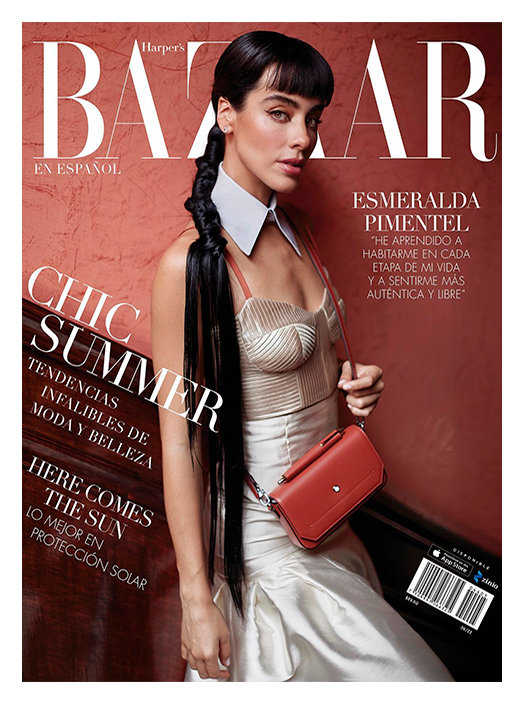 Harper's
BAZAAR
EN ESPAÑOL
ESMERALDA
PIMENTEL
"HE APRENDIDO A
HABITARME EN CADA
ETAPA DE MI VIDA
Y A SENTIRME MÁS
AUTÉNTICA Y LIBRE"
CHIC
SUMMER
TENDENCIAS
INFALIBLES DE
MODA Y BELLEZA
HERE COMES
THE SUN
LO MEJOR EN
PROTECCIÓN SOLAR
DISPONIBLE
App Store
zinio